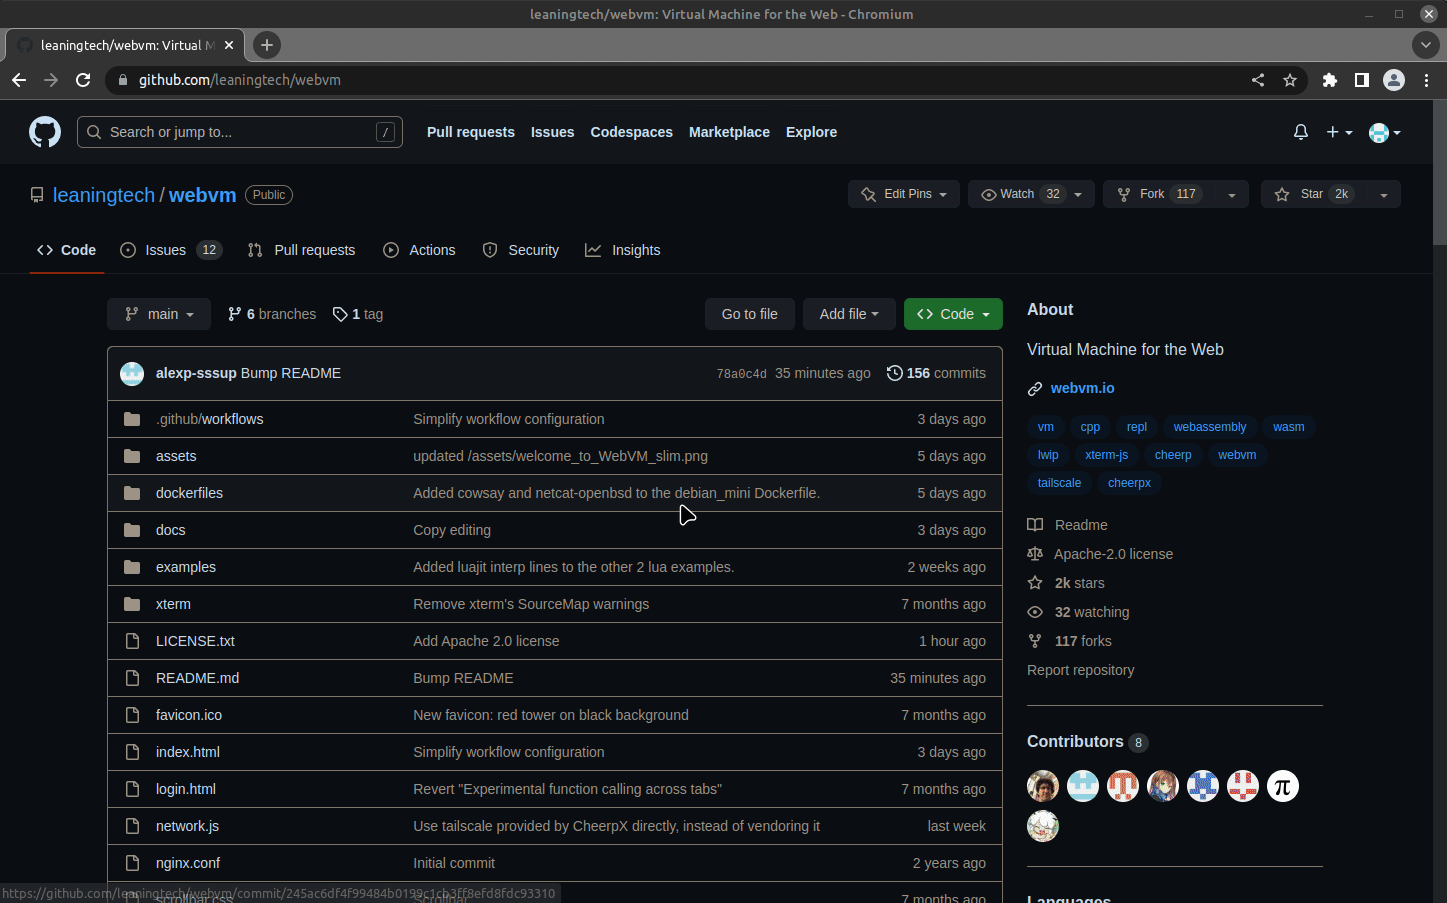 leaningtech/webvm: Virtual Machine for the Web - Chromium
leaningtech/webvm: Virtual M
github.com/leaningtech/webvm
Search or jump to... /
Pull requests Issues Codespaces Marketplace Explore
leaningtech / webvm Public
Edit Pins Watch 32 Fork 117 Star 2k
Code Issues 12 Pull requests Actions Security Insights
main 6 branches 1 tag Go to file Add file Code
alexp-sssup Bump README 78a0c4d 35 minutes ago 156 commits
.github/workflows Simplify workflow configuration 3 days ago
assets updated /assets/welcome_to_WebVM_slim.png 5 days ago
dockerfiles Added cowsay and netcat-openbsd to the debian_mini Dockerfile. 5 days ago
docs Copy editing 3 days ago
examples Added luajit interp lines to the other 2 lua examples. 2 weeks ago
xterm Remove xterm's SourceMap warnings 7 months ago
LICENSE.txt Add Apache 2.0 license 1 hour ago
README.md Bump README 35 minutes ago
favicon.ico New favicon: red tower on black background 7 months ago
index.html Simplify workflow configuration 3 days ago
login.html Revert "Experimental function calling across tabs" 7 months ago
network.js Use tailscale provided by CheerpX directly, instead of vendoring it last week
nginx.conf Initial commit 2 years ago
scrollbar.css Scrollbar 7 months ago
https://github.com/leaningtech/webvm/commit/245ac6df4f99484b0199c1cb3ff8efd8fdc93310
About
Virtual Machine for the Web
webvm.io
vm cpp repl webassembly wasm
lwip xterm-js cheerp webvm
tailscale cheerpx
Readme
Apache-2.0 license
2k stars
32 watching
117 forks
Report repository
Contributors 8
π
Languages